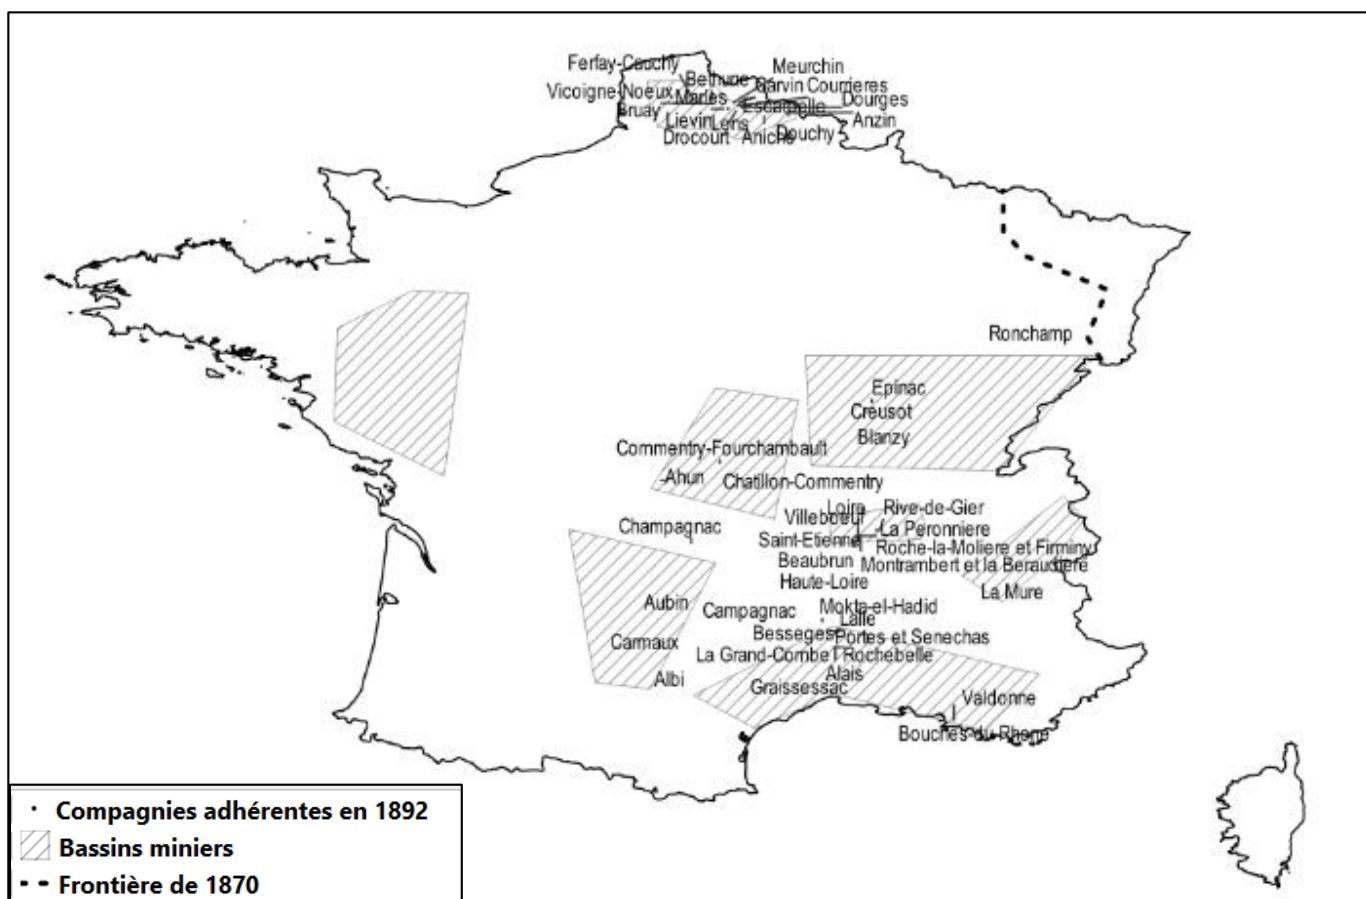 Ferfay-Cauchy
Meurchin
Bethune
Carvin Courrieres
Vicoigne-Noeux
Marles
Dourges
Bruay
Escarpelle
Anzin
Lievin
Lens
Drocourt
Aniche
Douchy
Ronchamp
Epinac
Creusot
Blanzy
Commentry-Fourchambault
Ahun
Chatillon-Commentry
Loire
Rive-de-Gier
Villeboeuf
La Peronniere
Champagnac
Saint-Etienne
Roche-la-Moliere et Firminy
Beaubrun
Montrambert et la Beraudiere
Haute-Loire
La Mure
Aubin
Campagnac
Mokta-el-Hadid
Lalle
Besseges
Portes et Senechas
Carmaux
La Grand-Combe
Rochebelle
Albi
Alais
Graissessac
Valdonne
Bouches-du-Rhone
Compagnies adhérentes en 1892
Bassins miniers
Frontière de 1870